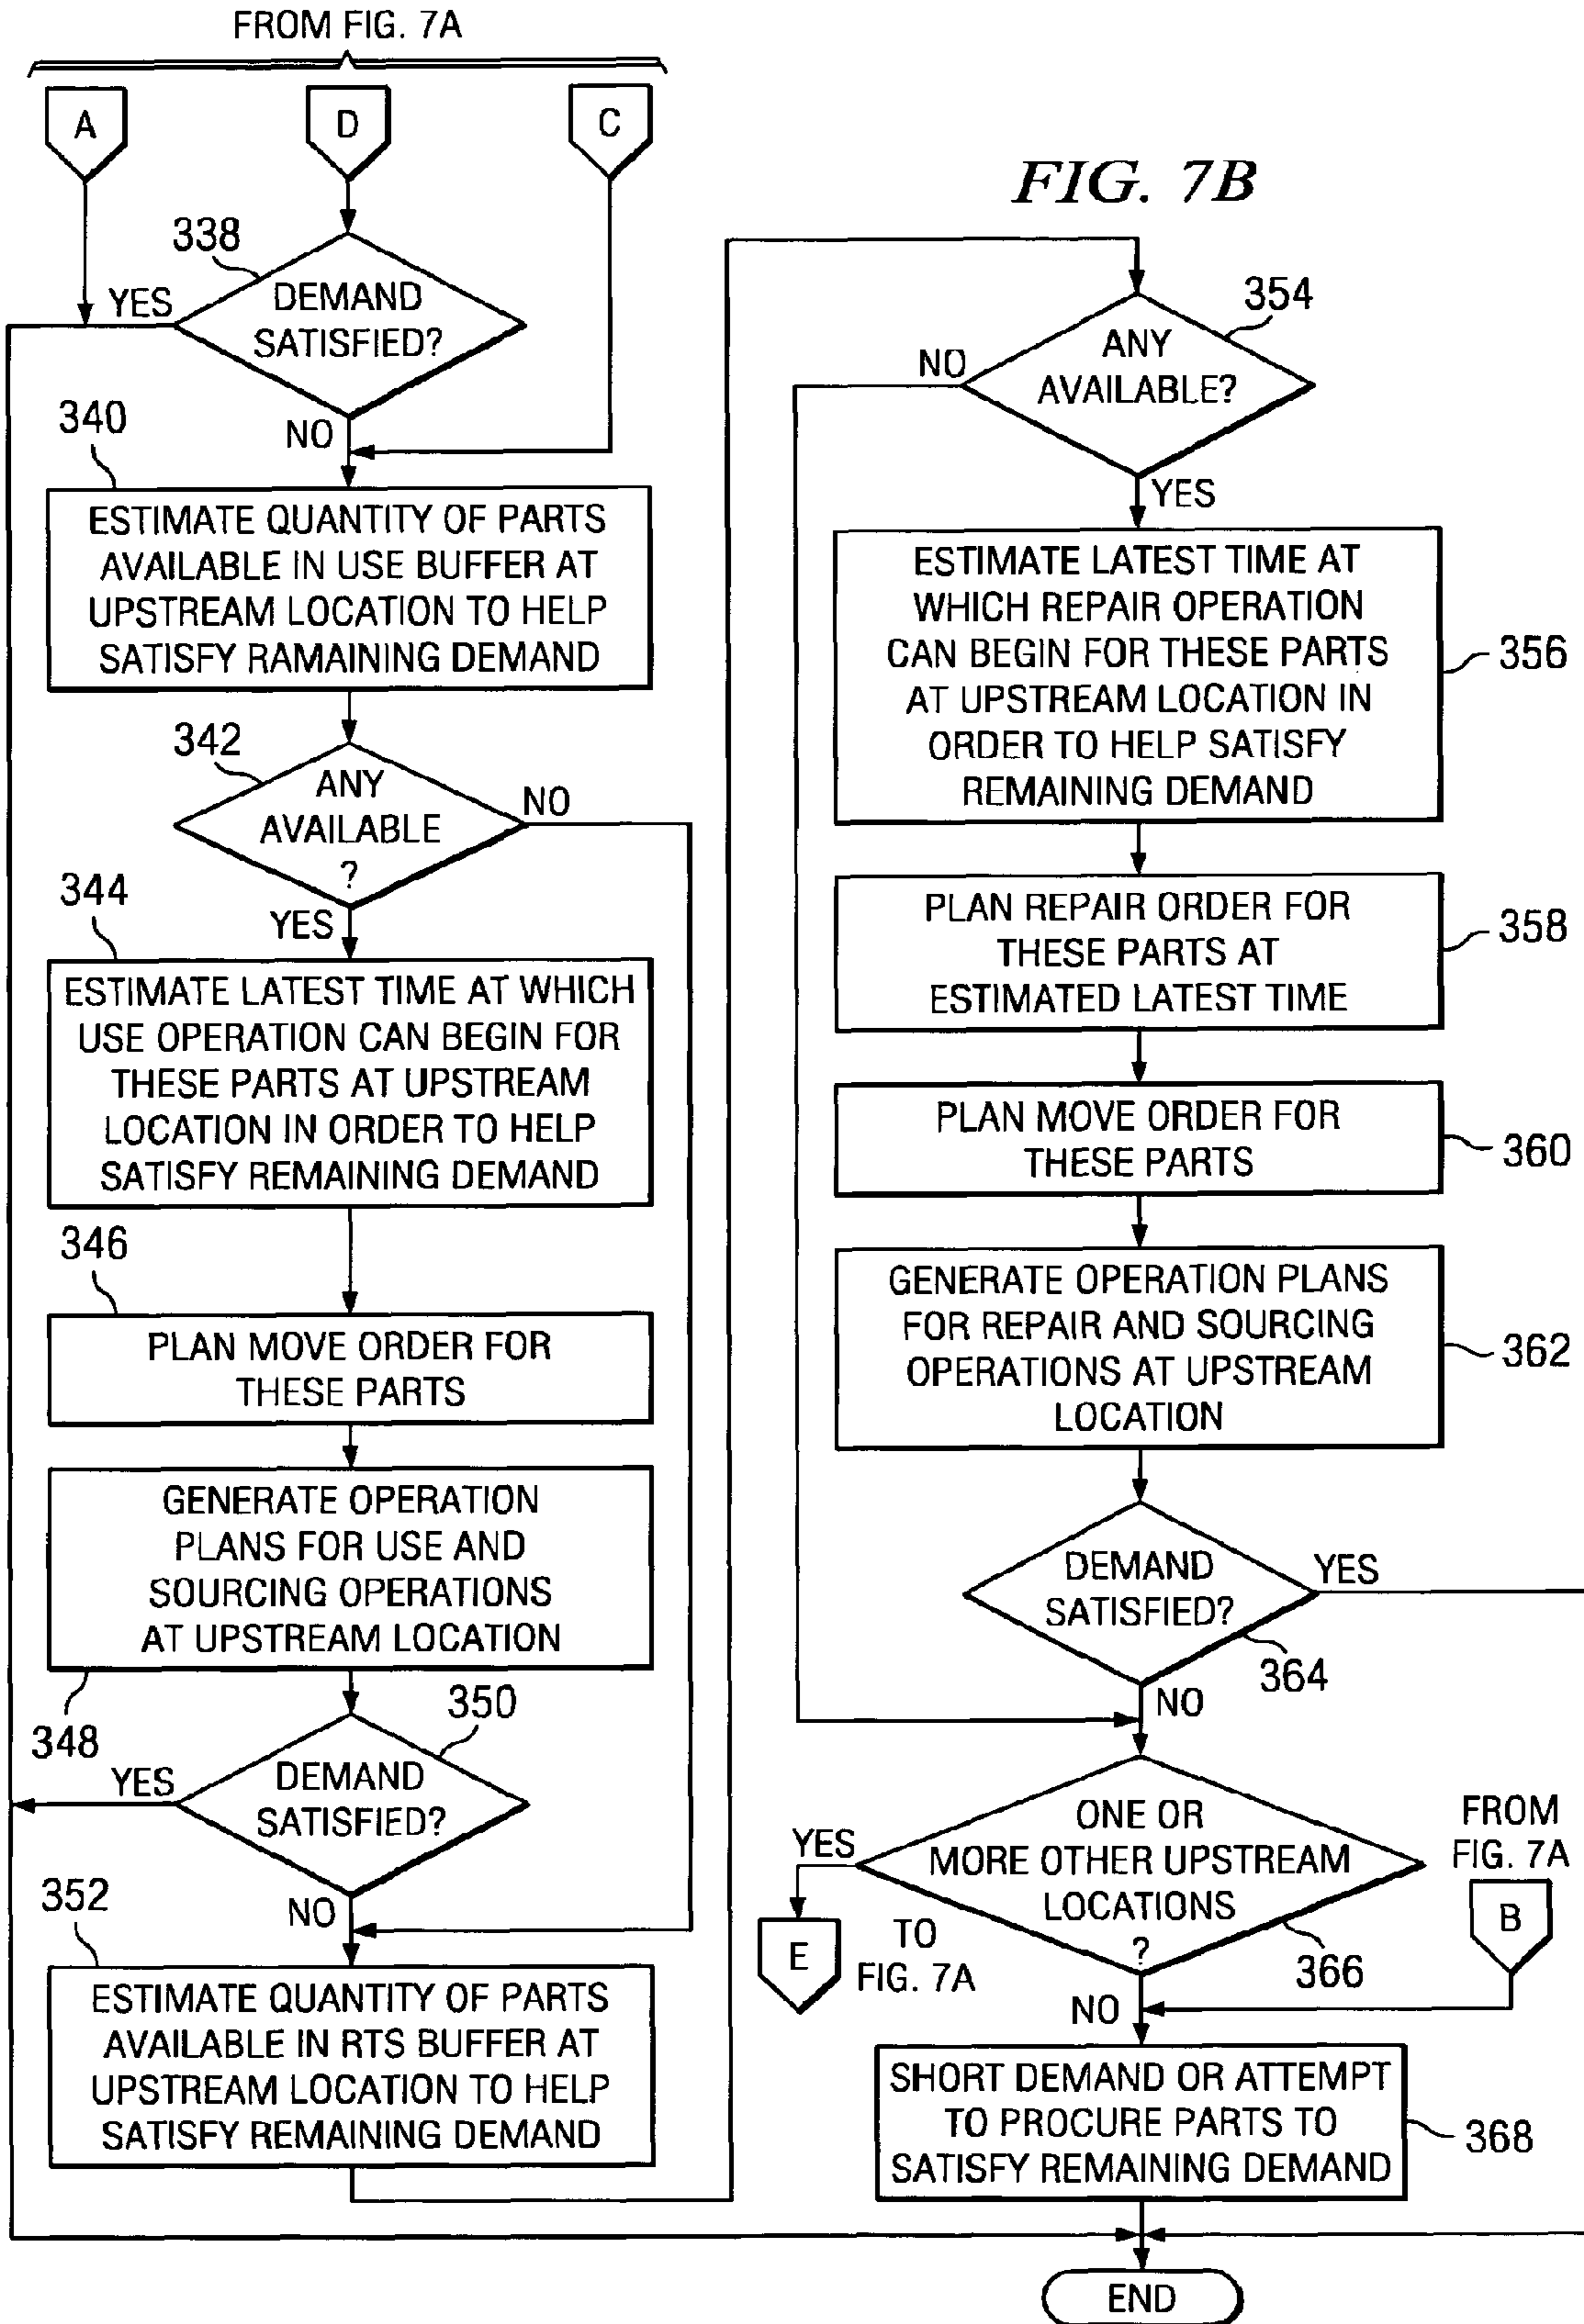 FROM FIG. 7A
A
D
C
FIG. 7B
338
DEMAND
SATISFIED?
YES
NO
340
ESTIMATE QUANTITY OF PARTS
AVAILABLE IN USE BUFFER AT
UPSTREAM LOCATION TO HELP
SATISFY RAMAINING DEMAND
342
ANY
AVAILABLE
?
NO
YES
344
ESTIMATE LATEST TIME AT WHICH
USE OPERATION CAN BEGIN FOR
THESE PARTS AT UPSTREAM
LOCATION IN ORDER TO HELP
SATISFY REMAINING DEMAND
346
PLAN MOVE ORDER FOR
THESE PARTS
GENERATE OPERATION
PLANS FOR USE AND
SOURCING OPERATIONS
AT UPSTREAM LOCATION
348
350
DEMAND
SATISFIED?
YES
NO
352
ESTIMATE QUANTITY OF PARTS
AVAILABLE IN RTS BUFFER AT
UPSTREAM LOCATION TO HELP
SATISFY REMAINING DEMAND
354
ANY
AVAILABLE?
NO
YES
ESTIMATE LATEST TIME AT
WHICH REPAIR OPERATION
CAN BEGIN FOR THESE PARTS
AT UPSTREAM LOCATION IN
ORDER TO HELP SATISFY
REMAINING DEMAND
356
PLAN REPAIR ORDER FOR
THESE PARTS AT
ESTIMATED LATEST TIME
358
PLAN MOVE ORDER FOR
THESE PARTS
360
GENERATE OPERATION PLANS
FOR REPAIR AND SOURCING
OPERATIONS AT UPSTREAM
LOCATION
362
DEMAND
SATISFIED?
YES
364
NO
ONE OR
MORE OTHER UPSTREAM
LOCATIONS
?
YES
366
E
TO
FIG. 7A
FROM
FIG. 7A
B
NO
SHORT DEMAND OR ATTEMPT
TO PROCURE PARTS TO
SATISFY REMAINING DEMAND
368
END